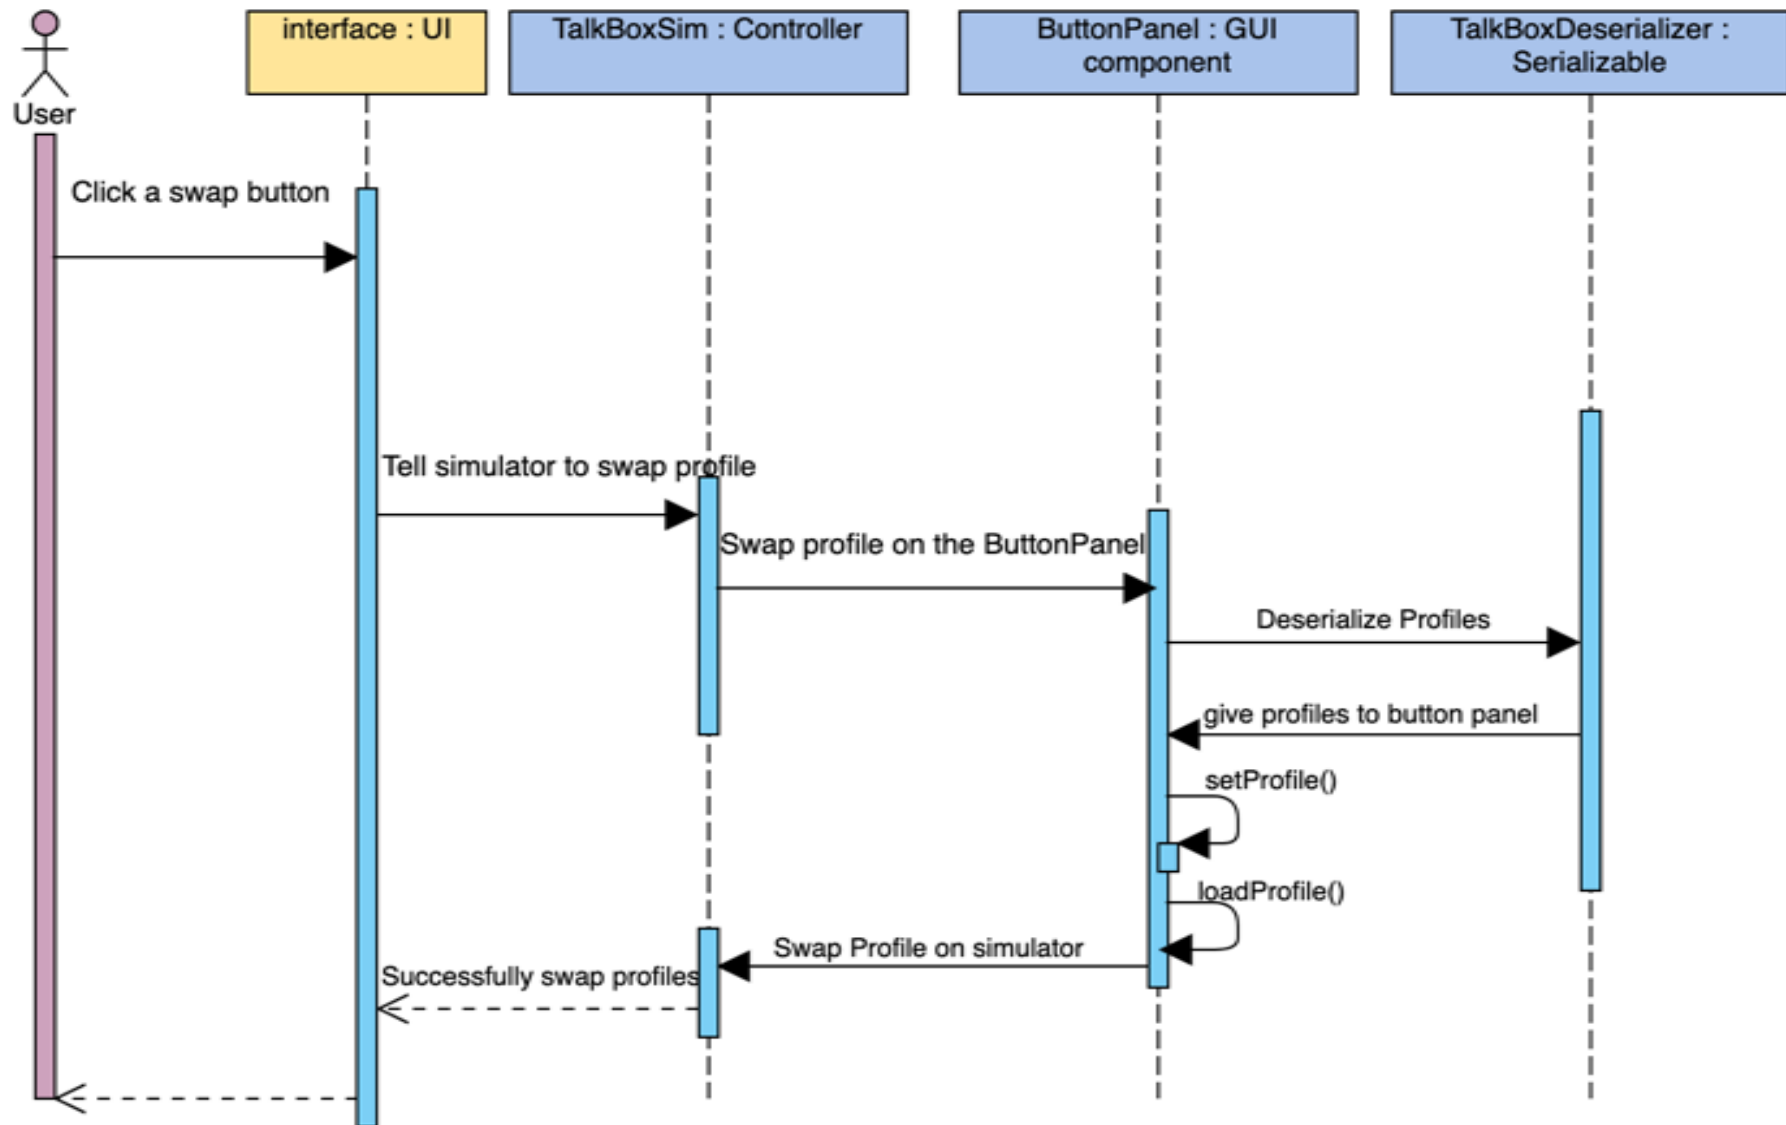 interface : UI
TalkBoxSim : Controller
ButtonPanel : GUI
component
TalkBoxDeserializer :
Serializable
User
Click a swap button
Tell simulator to swap profile
Swap profile on the ButtonPanel
Deserialize Profiles
give profiles to button panel
setProfile()
loadProfile()
Swap Profile on simulator
Successfully swap profiles